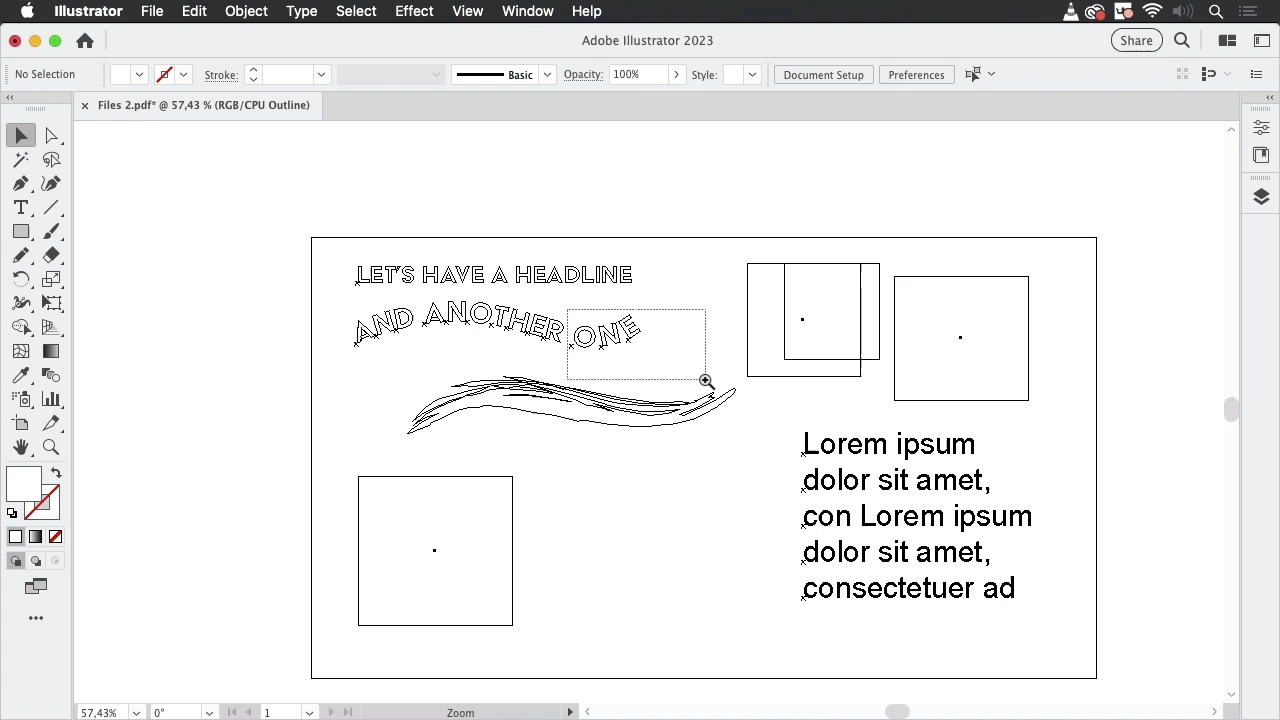 Illustrator File Edit Object Type Select Effect View Window Help
Adobe Illustrator 2023
Share
No Selection
Stroke:
Basic
Opacity: 100%
Style:
Document Setup
Preferences
× Files 2.pdf* @ 57,43 % (RGB/CPU Outline)
LET'S HAVE A HEADLINE
AND ANOTHER ONE
Lorem ipsum
dolor sit amet,
con Lorem ipsum
dolor sit amet,
consectetuer ad
57,43%
0°
1
Zoom